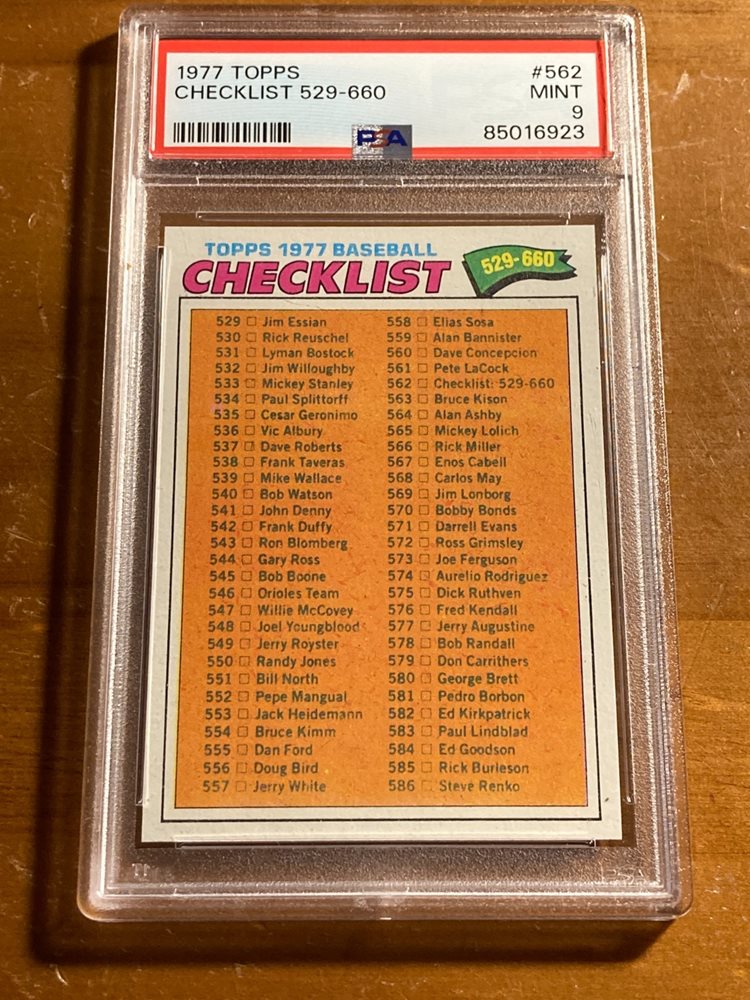 1977 TOPPS #562
CHECKLIST 529-660 MINT
9
PSA 85016923
TOPPS 1977 BASEBALL
CHECKLIST 529-660
529 □ Jim Essian
530 □ Rick Reuschel
531 □ Lyman Bostock
532 □ Jim Willoughby
533 □ Mickey Stanley
534 □ Paul Splittorff
535 □ Cesar Geronimo
536 □ Vic Albury
537 □ Dave Roberts
538 □ Frank Taveras
539 □ Mike Wallace
540 □ Bob Watson
541 □ John Denny
542 □ Frank Duffy
543 □ Ron Blomberg
544 □ Gary Ross
545 □ Bob Boone
546 □ Orioles Team
547 □ Willie McCovey
548 □ Joel Youngblood
549 □ Jerry Royster
550 □ Randy Jones
551 □ Bill North
552 □ Pepe Mangual
553 □ Jack Heidemann
554 □ Bruce Kimm
555 □ Dan Ford
556 □ Doug Bird
557 □ Jerry White
558 □ Elias Sosa
559 □ Alan Bannister
560 □ Dave Concepcion
561 □ Pete LaCock
562 □ Checklist: 529-660
563 □ Bruce Kison
564 □ Alan Ashby
565 □ Mickey Lolich
566 □ Rick Miller
567 □ Enos Cabell
568 □ Carlos May
569 □ Jim Lonborg
570 □ Bobby Bonds
571 □ Darrell Evans
572 □ Ross Grimsley
573 □ Joe Ferguson
574 □ Aurelio Rodriguez
575 □ Dick Ruthven
576 □ Fred Kendall
577 □ Jerry Augustine
578 □ Bob Randall
579 □ Don Carrithers
580 □ George Brett
581 □ Pedro Borbon
582 □ Ed Kirkpatrick
583 □ Paul Lindblad
584 □ Ed Goodson
585 □ Rick Burleson
586 □ Steve Renko